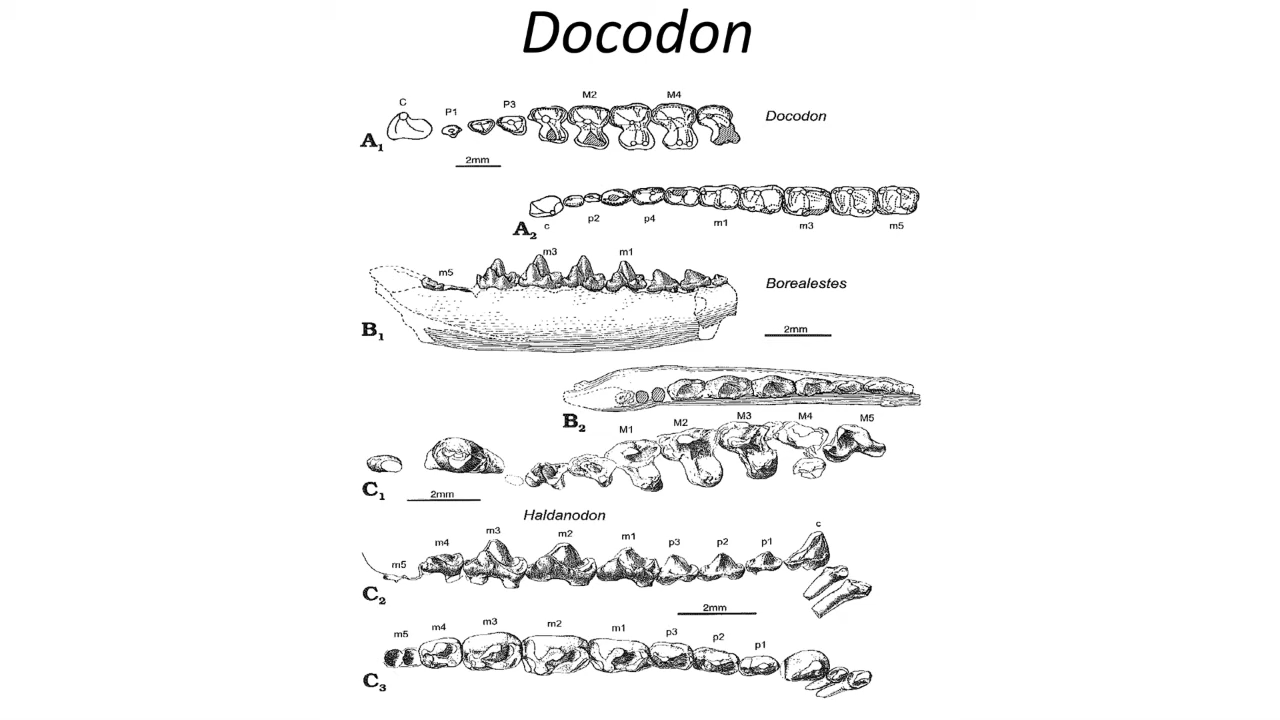 Docodon
C P1 P3 M2 M4
Docodon
A1
2mm
A2 c p2 p4 m1 m3 m5
m5 m3 m1
Borealestes
B1
2mm
B2
M1 M2 M3 M4 M5
C1
2mm
Haldanodon
m5 m4 m3 m2 m1 p3 p2 p1 c
C2
2mm
m5 m4 m3 m2 m1 p3 p2 p1
C3